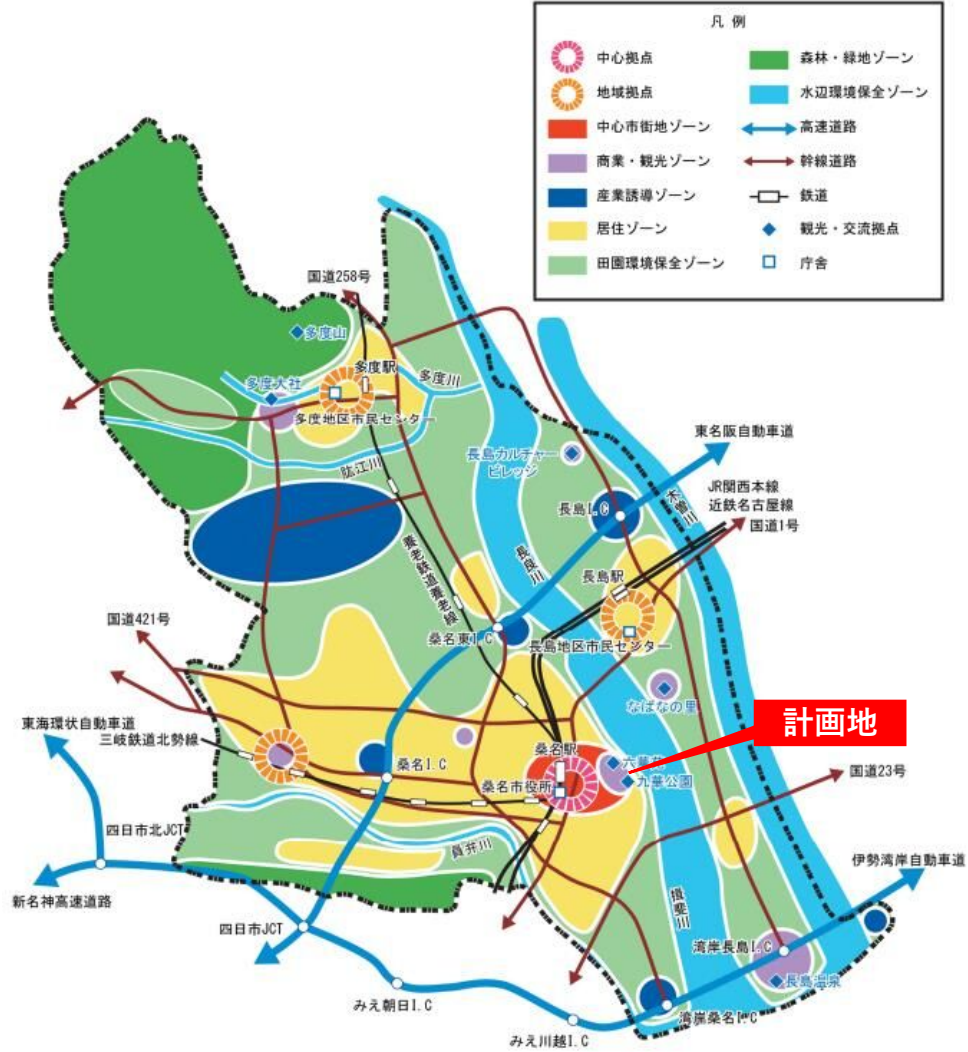 凡 例
中心拠点
地域拠点
中心市街地ゾーン
商業・観光ゾーン
産業誘導ゾーン
居住ゾーン
田園環境保全ゾーン
森林・緑地ゾーン
水辺環境保全ゾーン
高速道路
幹線道路
鉄道
観光・交流拠点
庁舎
国道258号
多度山
多度駅
多度大社
多度川
多度地区市民センター
肱江川
東名阪自動車道
長島カルチャー
ビレッジ
JR関西本線
近鉄名古屋線
国道1号
木曽川
長島I.C
養老鉄道養老線
長良川
長島駅
国道421号
桑名東I.C
長島地区市民センター
なばなの里
計画地
東海環状自動車道
三岐鉄道北勢線
桑名駅
六華苑
桑名I.C
桑名市役所
九華公園
国道23号
四日市北JCT
員弁川
伊勢湾岸自動車道
新名神高速道路
揖斐川
四日市JCT
湾岸長島I.C
長島温泉
みえ朝日I.C
湾岸桑名I.C
みえ川越I.C